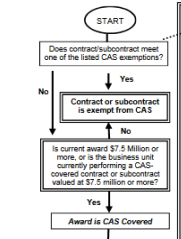 START
Does contract/subcontract meet
one of the listed CAS exemptions?
Yes
No
Contract or subcontract
is exempt from CAS
No
Is current award $7.5 Million or
more, or is the business unit
currently performing a CAS-
covered contract or subcontract
valued at $7.5 million or more?
Yes
Award is CAS Covered